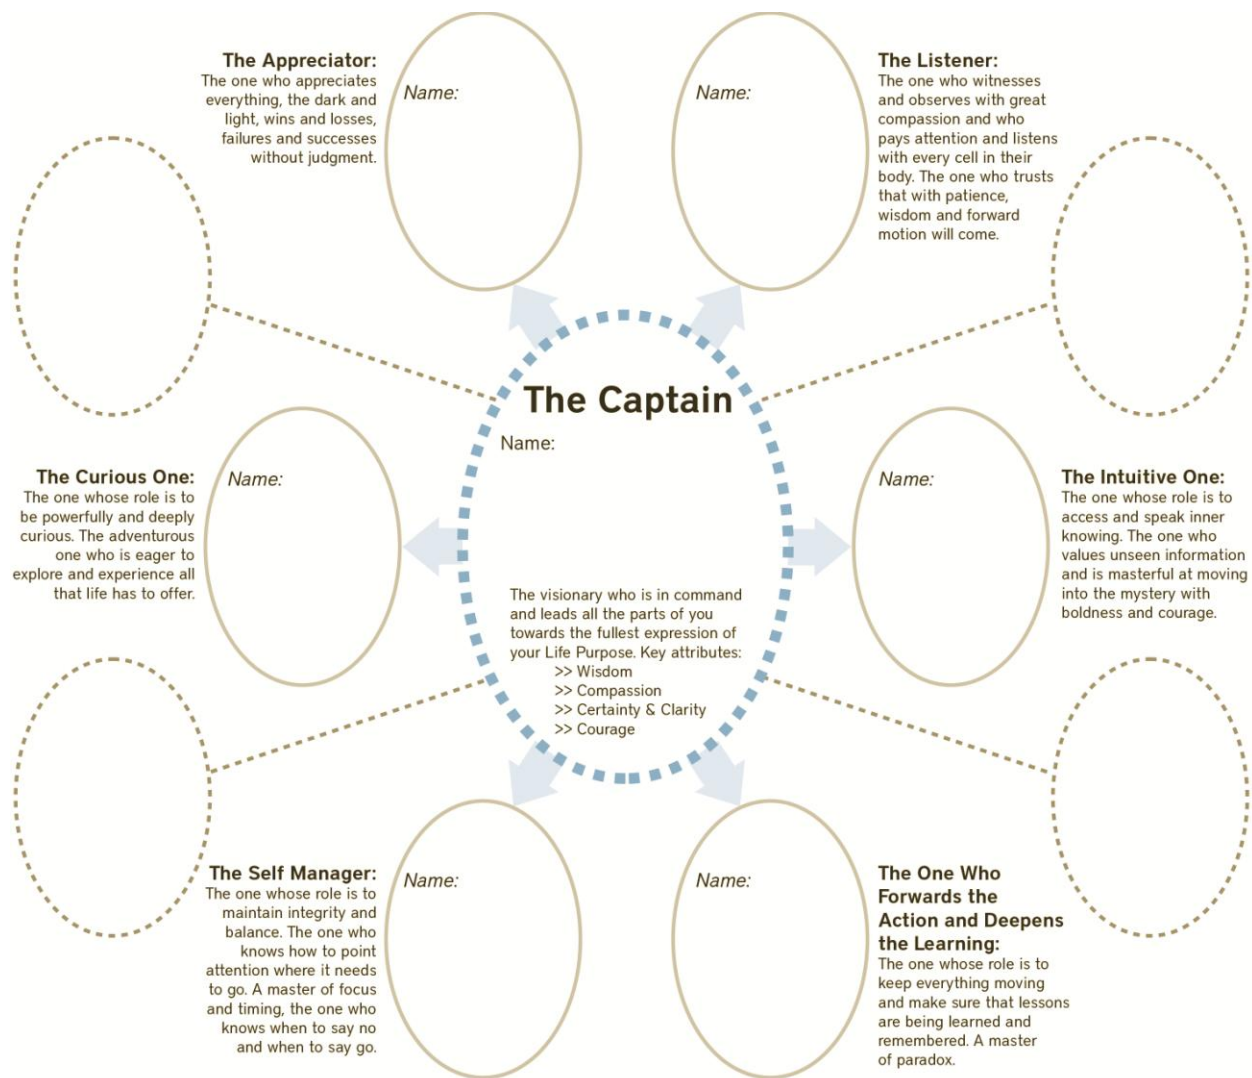 The Appreciator:
The one who appreciates
everything, the dark and
light, wins and losses,
failures and successes
without judgment.
Name:
Name:
The Listener:
The one who witnesses
and observes with great
compassion and who
pays attention and listens
with every cell in their
body. The one who trusts
that with patience,
wisdom and forward
motion will come.
The Captain
Name:
The visionary who is in command
and leads all the parts of you
towards the fullest expression of
your Life Purpose. Key attributes:
>> Wisdom
>> Compassion
>> Certainty & Clarity
>> Courage
The Curious One:
The one whose role is to
be powerfully and deeply
curious. The adventurous
one who is eager to
explore and experience all
that life has to offer.
Name:
Name:
The Intuitive One:
The one whose role is to
access and speak inner
knowing. The one who
values unseen information
and is masterful at moving
into the mystery with
boldness and courage.
The Self Manager:
The one whose role is to
maintain integrity and
balance. The one who
knows how to point
attention where it needs
to go. A master of focus
and timing, the one who
knows when to say no
and when to say go.
Name:
Name:
The One Who
Forwards the
Action and Deepens
the Learning:
The one whose role is to
keep everything moving
and make sure that lessons
are being learned and
remembered. A master
of paradox.